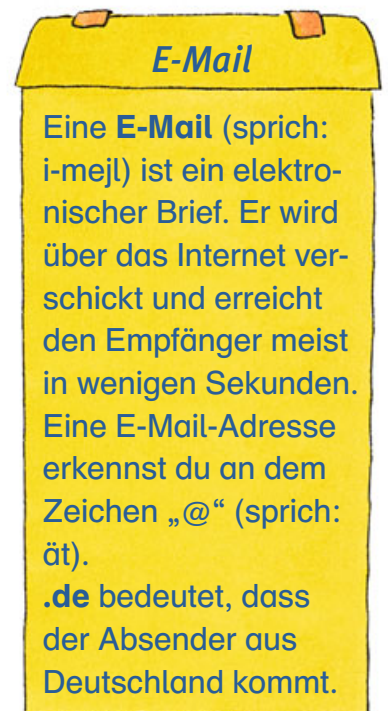 E-Mail
Eine E-Mail (sprich:
i-mejl) ist ein elektro-
nischer Brief. Er wird
über das Internet ver-
schickt und erreicht
den Empfänger meist
in wenigen Sekunden.
Eine E-Mail-Adresse
erkennst du an dem
Zeichen „@“ (sprich:
ät).
.de bedeutet, dass
der Absender aus
Deutschland kommt.